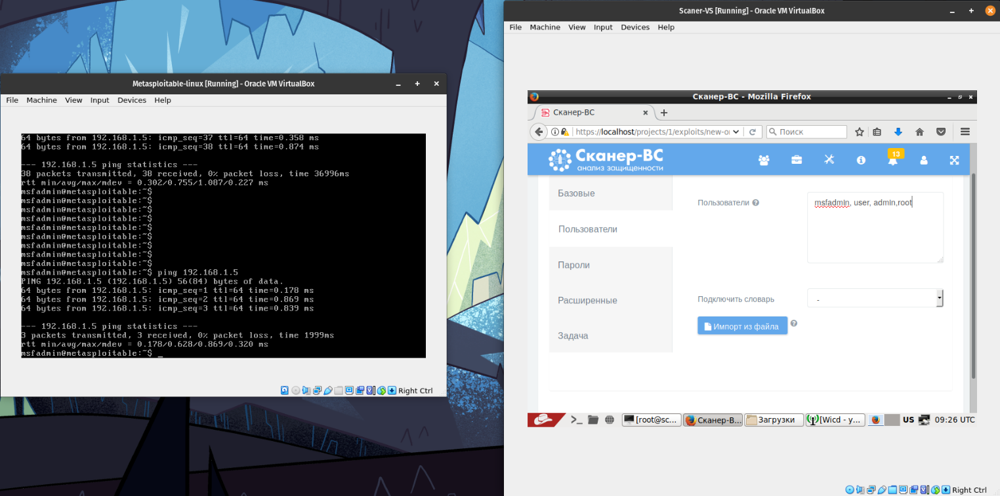 Metasploitable-linux [Running] - Oracle VM VirtualBox
File Machine View Input Devices Help
64 bytes from 192.168.1.5: icmp_seq=37 ttl=64 time=0.358 ms
64 bytes from 192.168.1.5: icmp_seq=38 ttl=64 time=0.874 ms
--- 192.168.1.5 ping statistics ---
38 packets transmitted, 38 received, 0% packet loss, time 36996ms
rtt min/avg/max/mdev = 0.302/0.755/1.087/0.227 ms
msfadmin@metasploitable:~$
msfadmin@metasploitable:~$
msfadmin@metasploitable:~$
msfadmin@metasploitable:~$
msfadmin@metasploitable:~$
msfadmin@metasploitable:~$
msfadmin@metasploitable:~$
msfadmin@metasploitable:~$
msfadmin@metasploitable:~$
msfadmin@metasploitable:~$ ping 192.168.1.5
PING 192.168.1.5 (192.168.1.5) 56(84) bytes of data.
64 bytes from 192.168.1.5: icmp_seq=1 ttl=64 time=0.178 ms
64 bytes from 192.168.1.5: icmp_seq=2 ttl=64 time=0.869 ms
64 bytes from 192.168.1.5: icmp_seq=3 ttl=64 time=0.839 ms
--- 192.168.1.5 ping statistics ---
3 packets transmitted, 3 received, 0% packet loss, time 1999ms
rtt min/avg/max/mdev = 0.178/0.628/0.869/0.320 ms
msfadmin@metasploitable:~$ _
Right Ctrl
Scaner-VS [Running] - Oracle VM VirtualBox
File Machine View Input Devices Help
Сканер-ВС - Mozilla Firefox
Сканер-ВС
https://localhost/projects/1/exploits/new-o
Поиск
Сканер-ВС
анализ защищенности
13
Базовые
Пользователи
Пароли
Расширенные
Задача
Пользователи
msfadmin, user, admin,root
Подключить словарь -
Импорт из файла
[root@sc... Сканер-В... Загрузки [Wicd - у... US 09:26 UTC
Right Ctrl